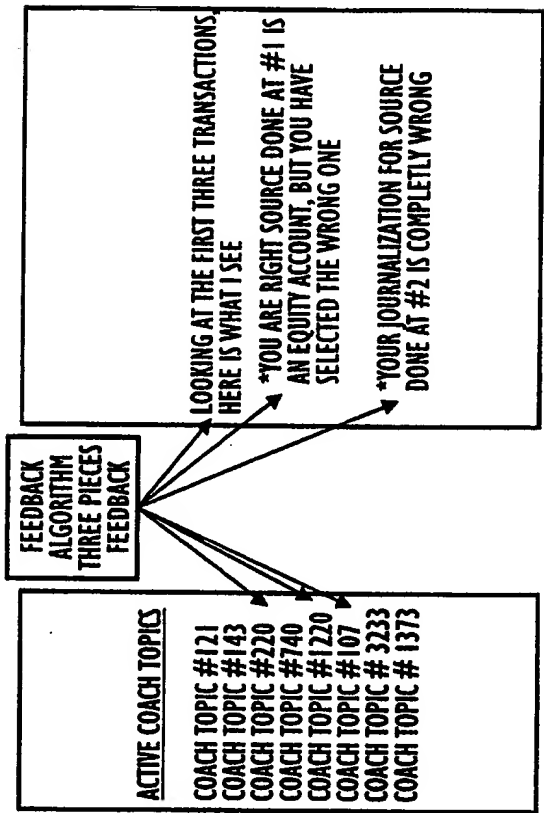 FEEDBACK
ALGORITHM
THREE PIECES
FEEDBACK
ACTIVE COACH TOPICS
COACH TOPIC #121
COACH TOPIC #143
COACH TOPIC #220
COACH TOPIC #740
COACH TOPIC #1220
COACH TOPIC #107
COACH TOPIC # 3233
COACH TOPIC # 1373
LOOKING AT THE FIRST THREE TRANSACTIONS,
HERE IS WHAT I SEE
*YOU ARE RIGHT SOURCE DONE AT #1 IS
AN EQUITY ACCOUNT, BUT YOU HAVE
SELECTED THE WRONG ONE
*YOUR JOURNALIZATION FOR SOURCE
DONE AT #2 IS COMPLETLY WRONG